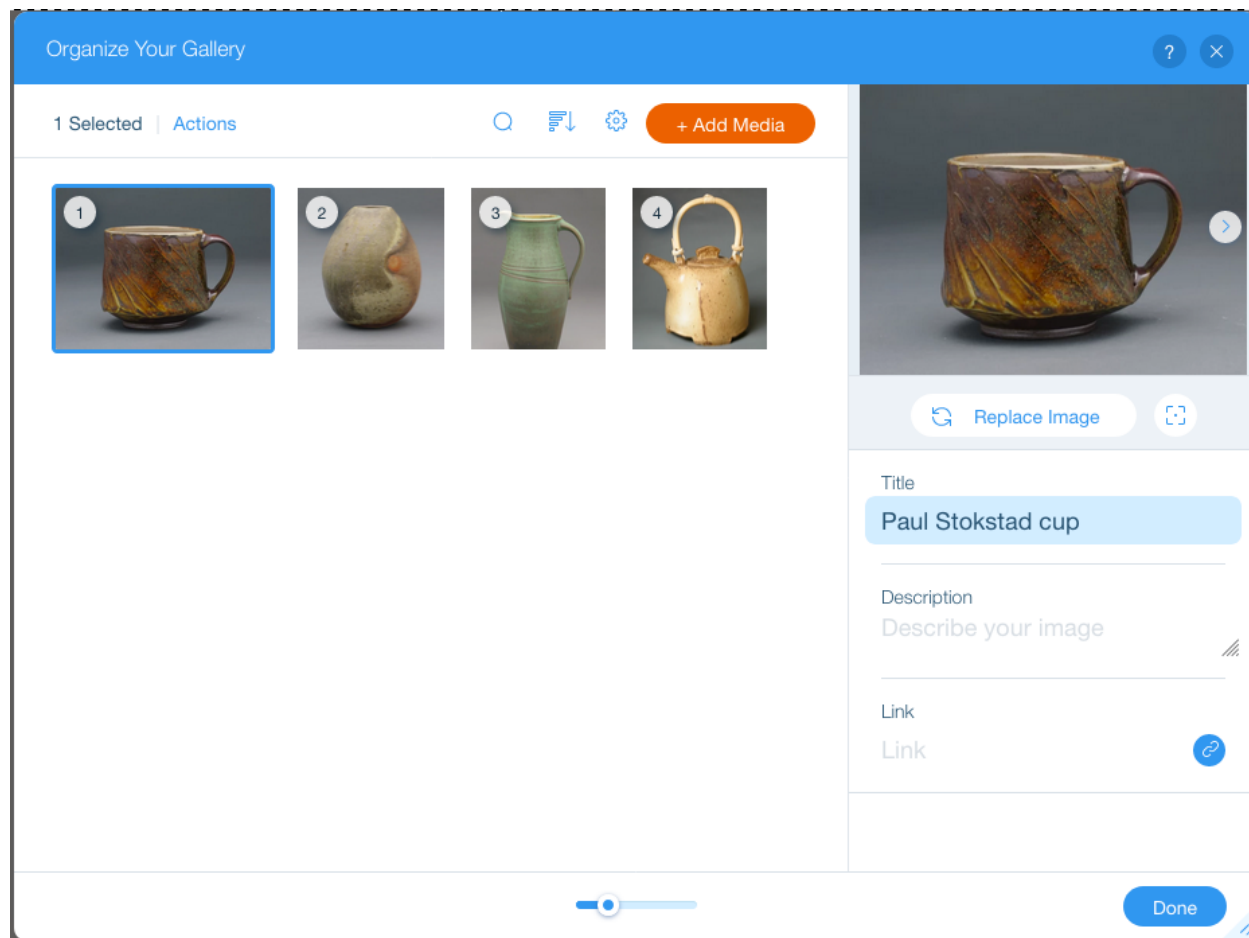 Organize Your Gallery
?
1 Selected | Actions
+ Add Media
1
2
3
4
Replace Image
Title
Paul Stokstad cup
Description
Describe your image
Link
Link
Done